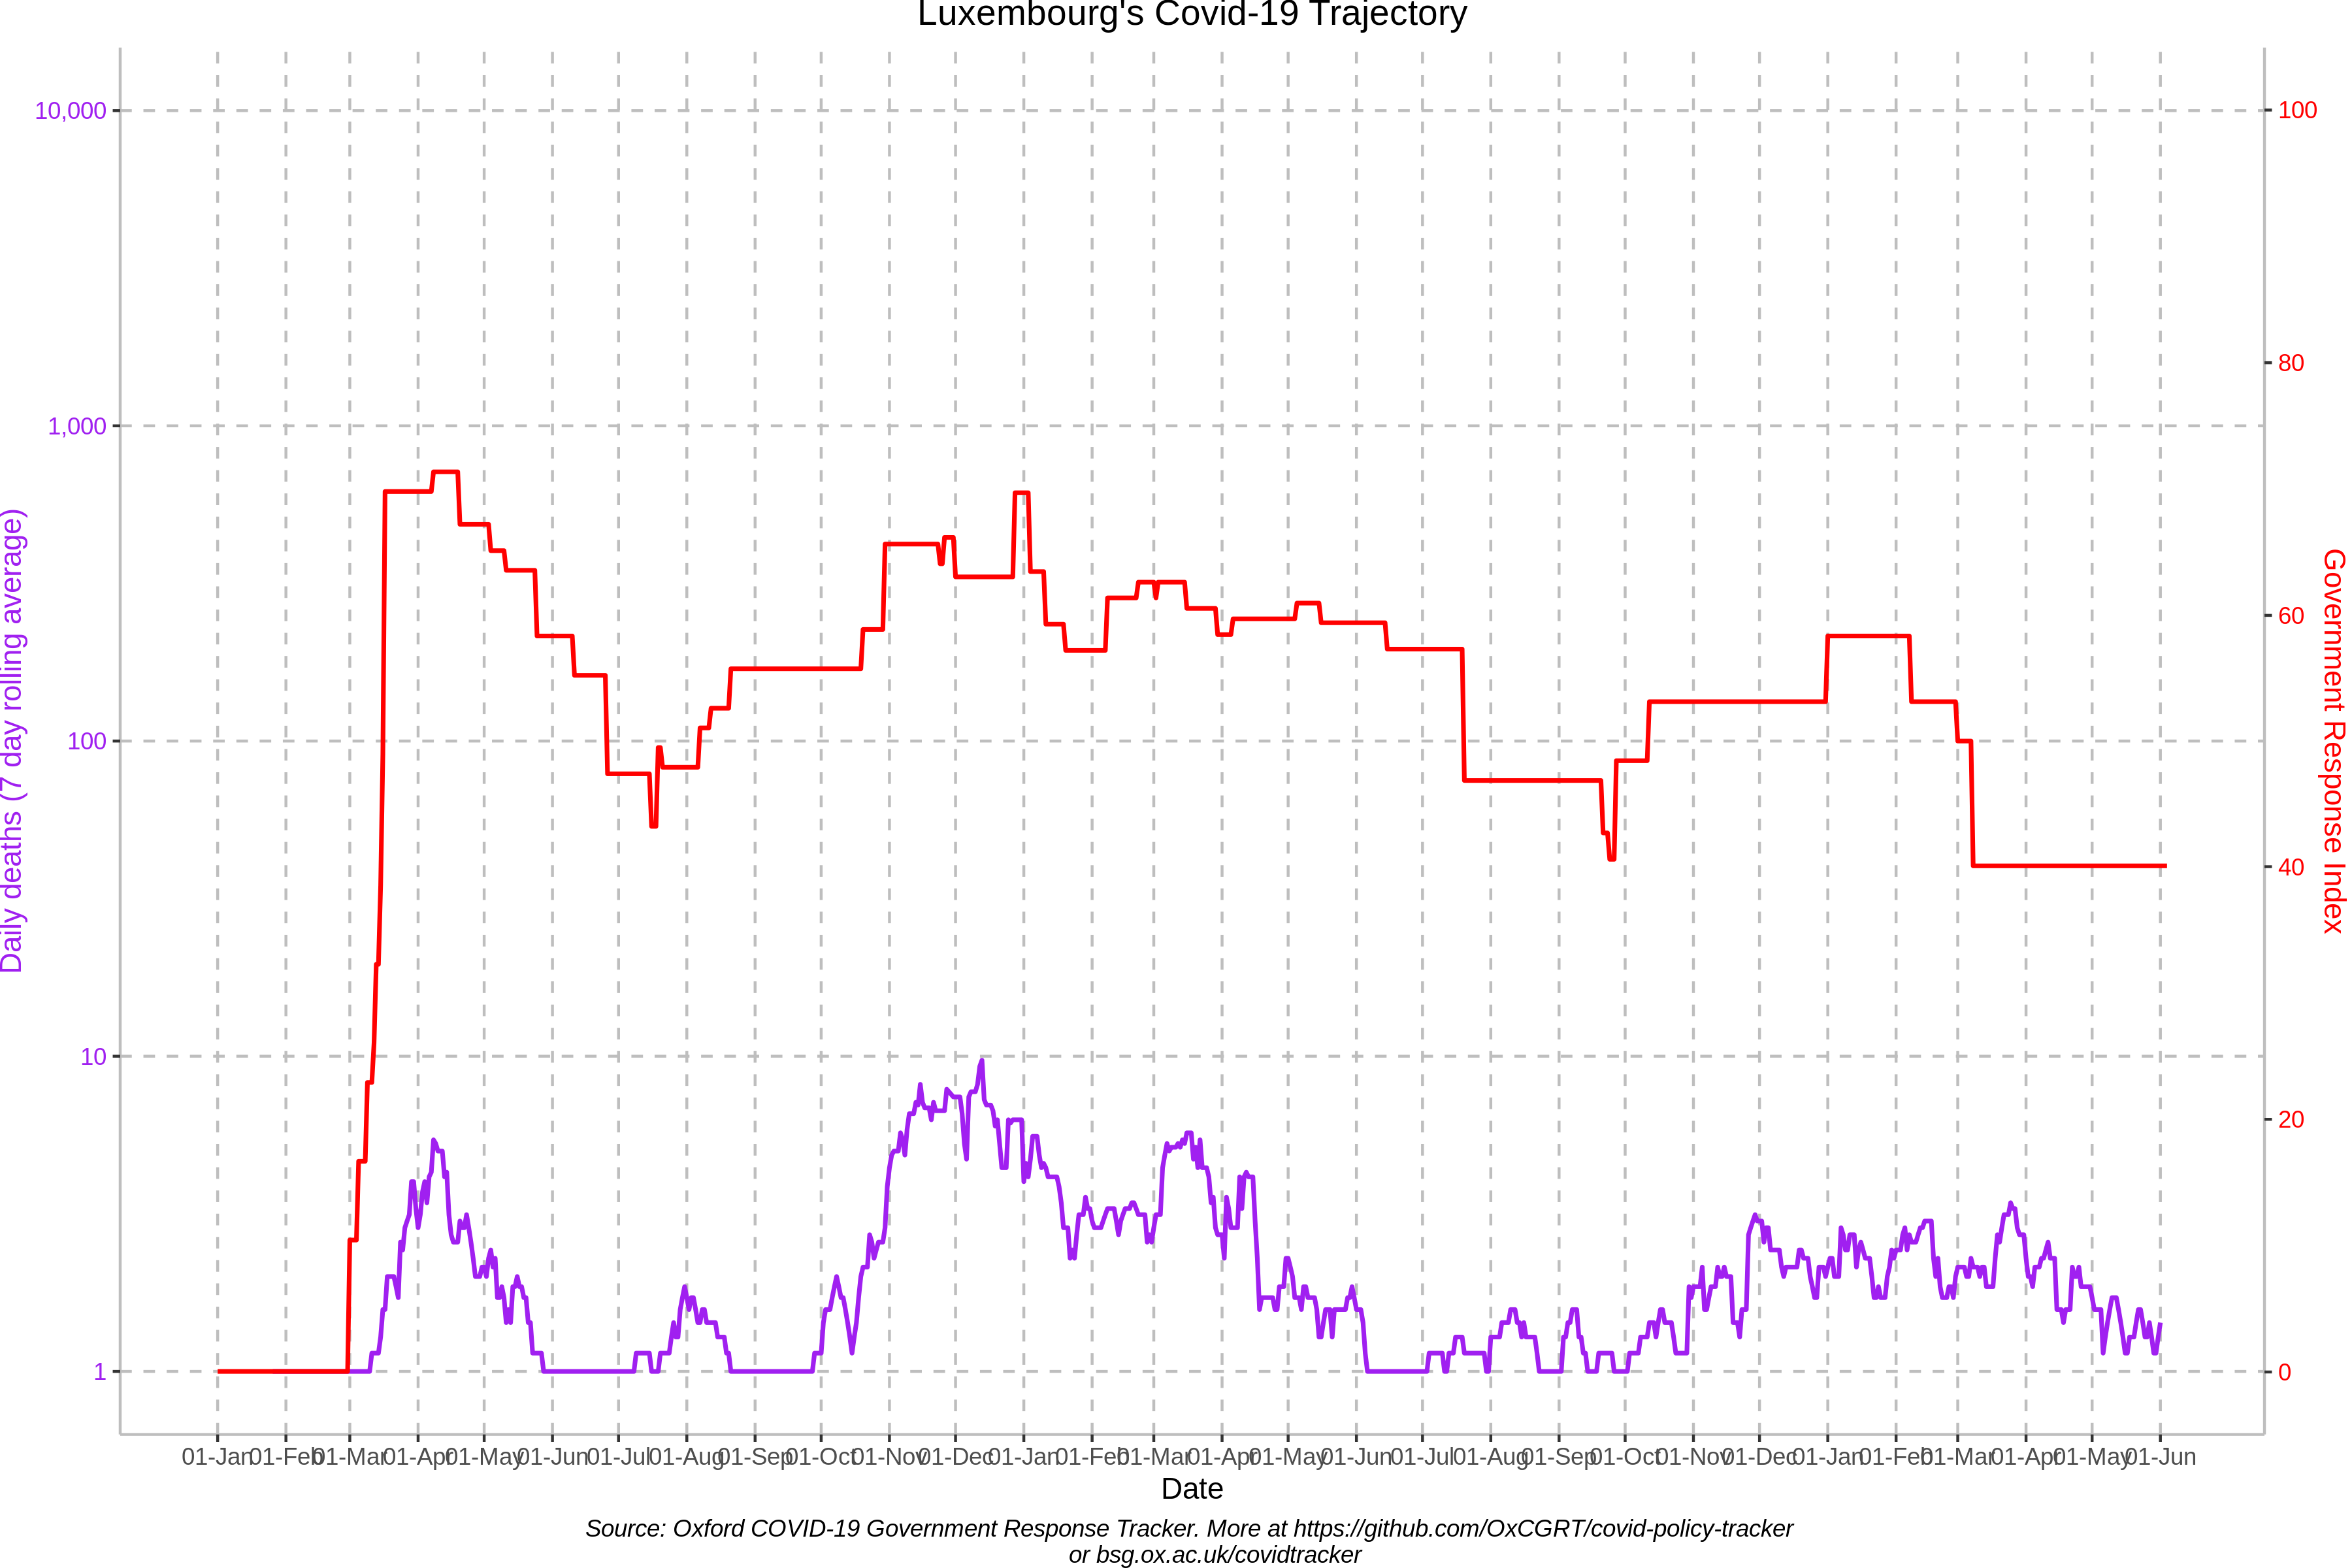 Luxembourg's Covid-19 Trajectory
Daily deaths (7 day rolling average)
10,000
1,000
100
10
1
100
80
60
40
20
0
Government Response Index
01-Jan 01-Feb 01-Mar 01-Apr 01-May 01-Jun 01-Jul 01-Aug 01-Sep 01-Oct 01-Nov 01-Dec 01-Jan 01-Feb 01-Mar 01-Apr 01-May 01-Jun 01-Jul 01-Aug 01-Sep 01-Oct 01-Nov 01-Dec 01-Jan 01-Feb 01-Mar 01-Apr 01-May 01-Jun
Date
Source: Oxford COVID-19 Government Response Tracker. More at https://github.com/OxCGRT/covid-policy-tracker
or bsg.ox.ac.uk/covidtracker